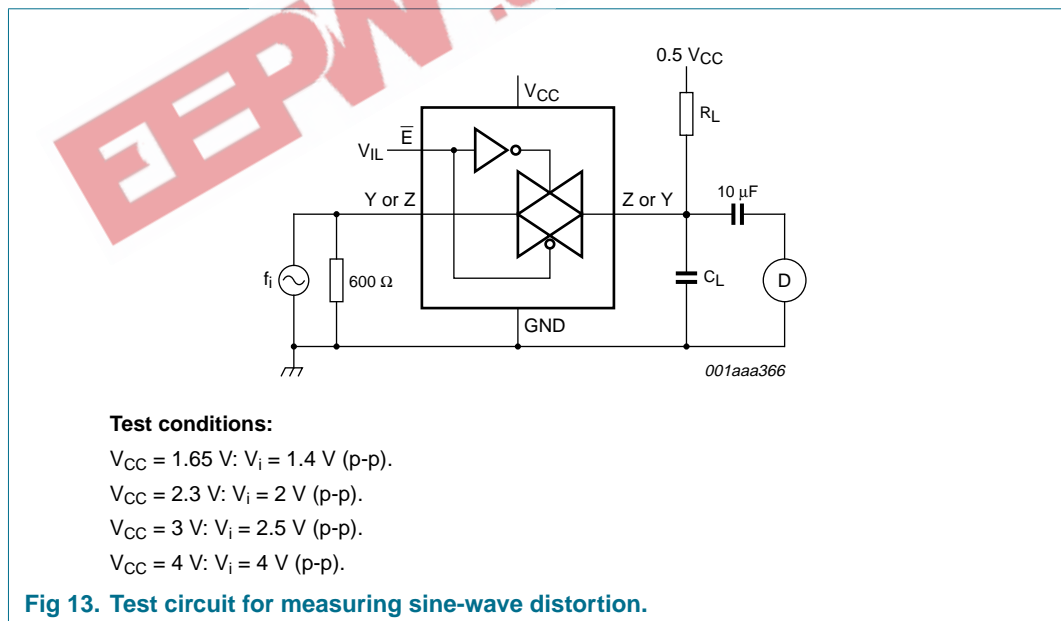 EEPW
0.5 VCC
VCC
RL
E
VIL
Y or Z
Z or Y
10 µF
fi
600 Ω
CL
D
GND
001aaa366
Test conditions:
VCC = 1.65 V: Vi = 1.4 V (p-p).
VCC = 2.3 V: Vi = 2 V (p-p).
VCC = 3 V: Vi = 2.5 V (p-p).
VCC = 4 V: Vi = 4 V (p-p).
Fig 13. Test circuit for measuring sine-wave distortion.